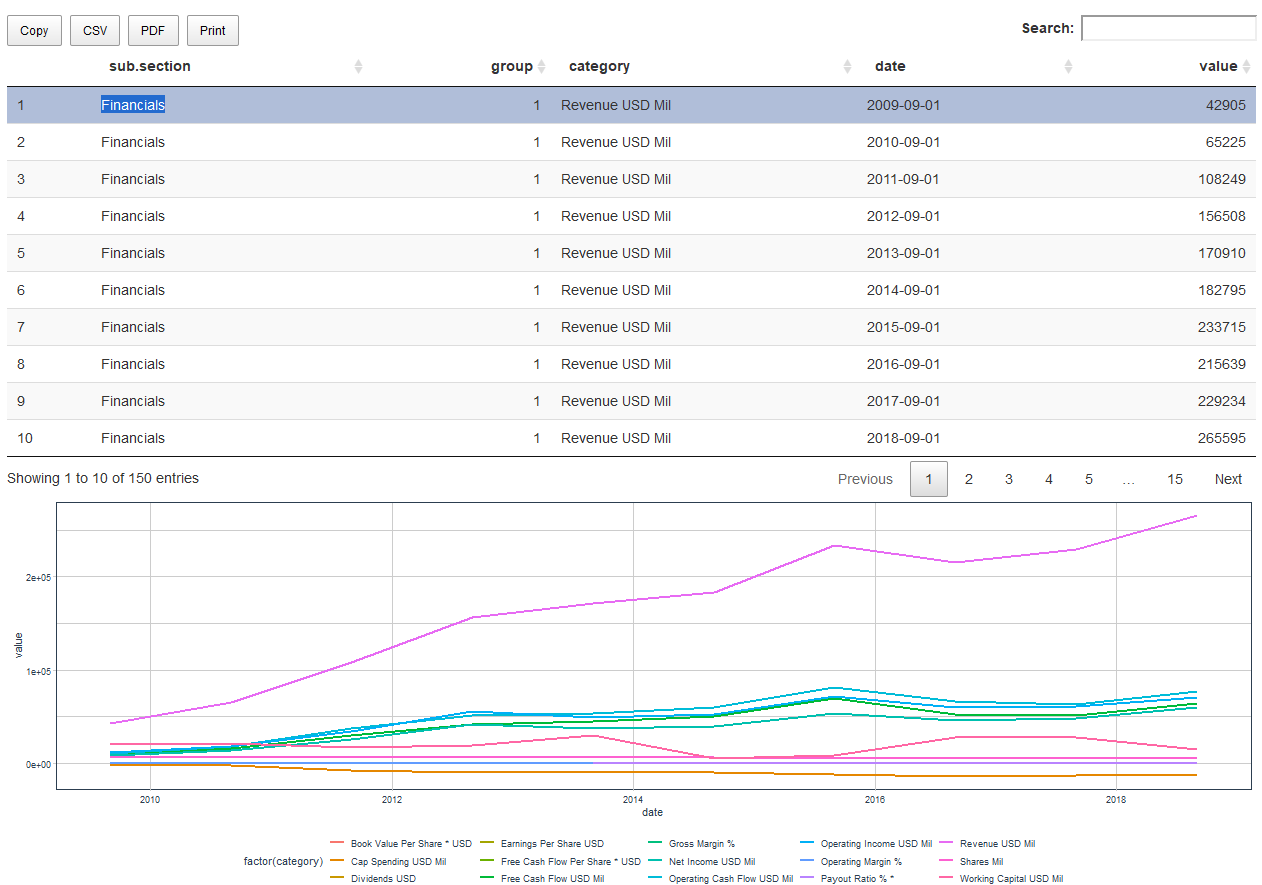 Copy CSV PDF Print Search:
sub.section group category date value
1 Financials 1 Revenue USD Mil 2009-09-01 42905
2 Financials 1 Revenue USD Mil 2010-09-01 65225
3 Financials 1 Revenue USD Mil 2011-09-01 108249
4 Financials 1 Revenue USD Mil 2012-09-01 156508
5 Financials 1 Revenue USD Mil 2013-09-01 170910
6 Financials 1 Revenue USD Mil 2014-09-01 182795
7 Financials 1 Revenue USD Mil 2015-09-01 233715
8 Financials 1 Revenue USD Mil 2016-09-01 215639
9 Financials 1 Revenue USD Mil 2017-09-01 229234
10 Financials 1 Revenue USD Mil 2018-09-01 265595
Showing 1 to 10 of 150 entries Previous 1 2 3 4 5 … 15 Next
2e+05
value
1e+05
0e+00
2010 2012 2014 2016 2018
date
Book Value Per Share * USD Earnings Per Share USD Gross Margin % Operating Income USD Mil Revenue USD Mil
factor(category) Cap Spending USD Mil Free Cash Flow Per Share * USD Net Income USD Mil Operating Margin % Shares Mil
Dividends USD Free Cash Flow USD Mil Operating Cash Flow USD Mil Payout Ratio % * Working Capital USD Mil